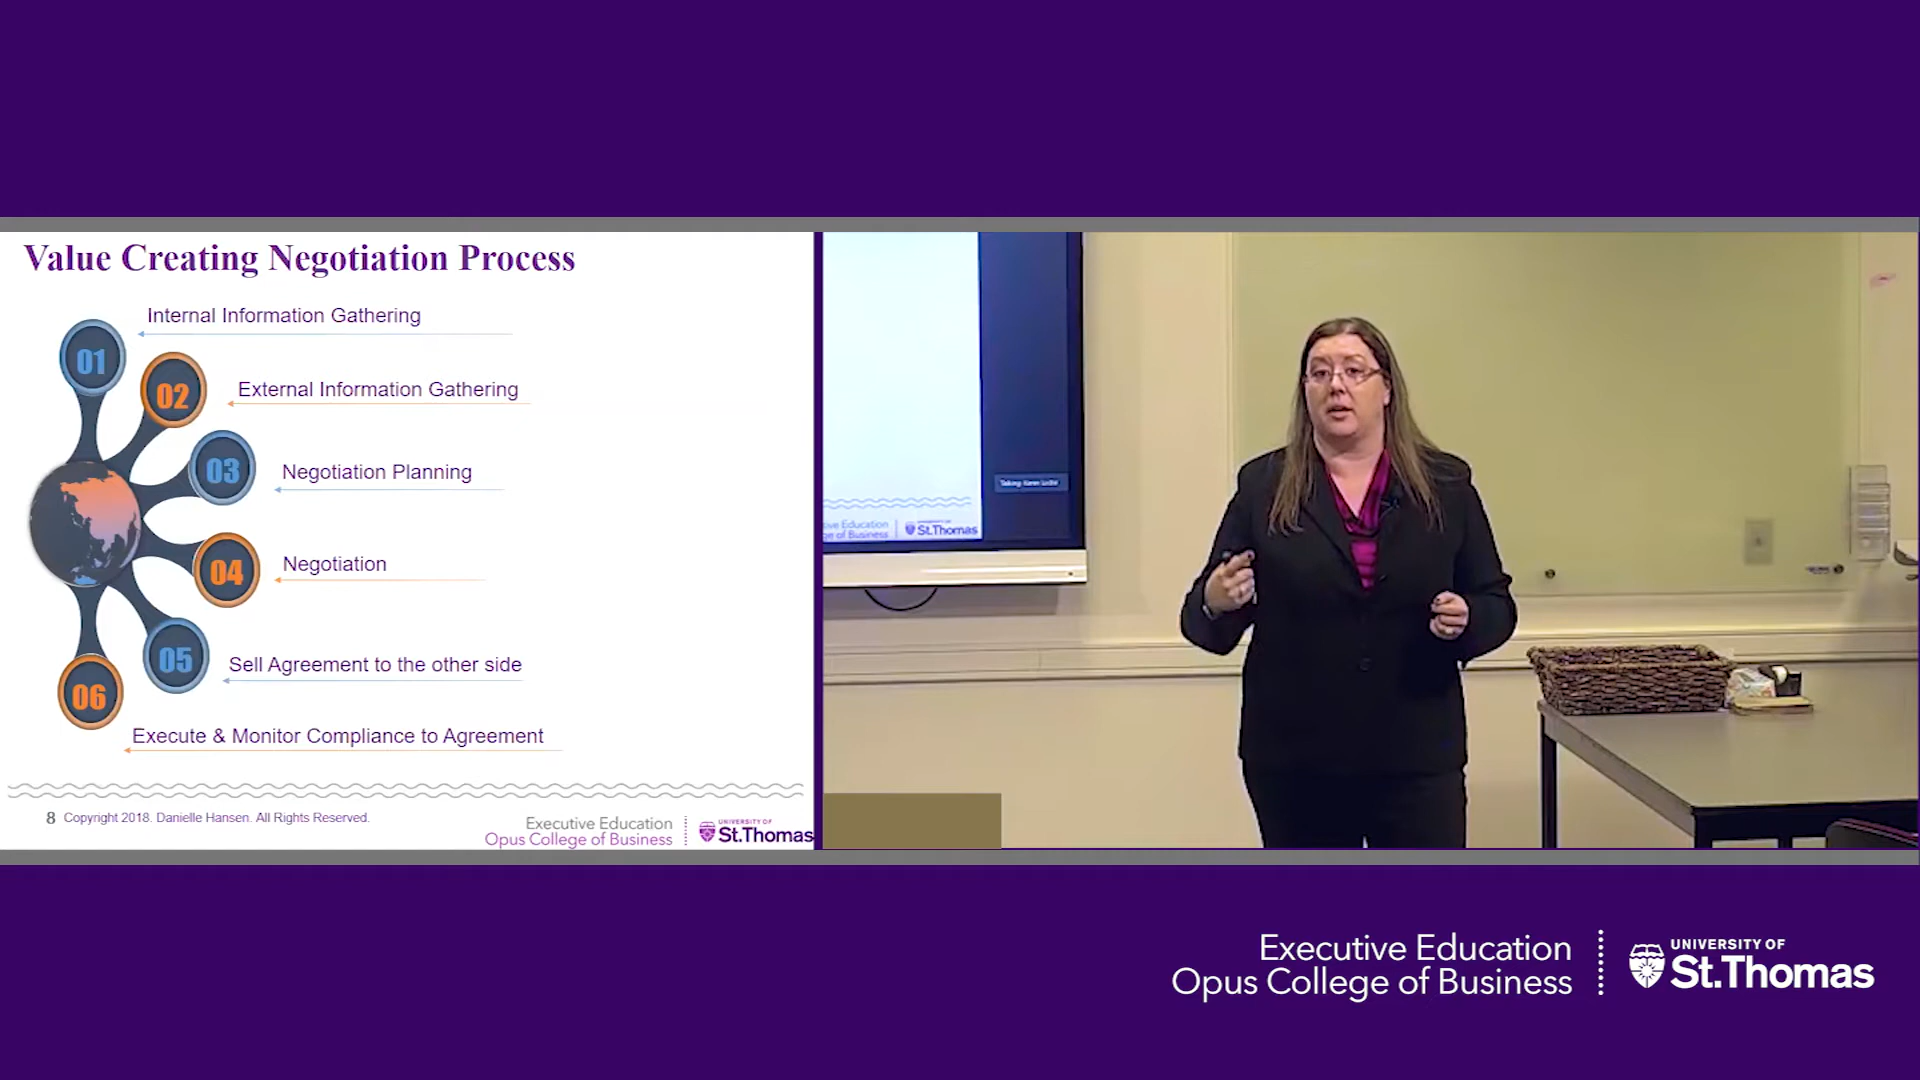 Value Creating Negotiation Process
01
Internal Information Gathering
02
External Information Gathering
03
Negotiation Planning
04
Negotiation
05
Sell Agreement to the other side
06
Execute & Monitor Compliance to Agreement
8 Copyright 2018. Danielle Hansen. All Rights Reserved.
Executive Education
Opus College of Business
UNIVERSITY OF
St.Thomas
Education
of Business
St.Thomas
Executive Education
Opus College of Business
UNIVERSITY OF
St.Thomas